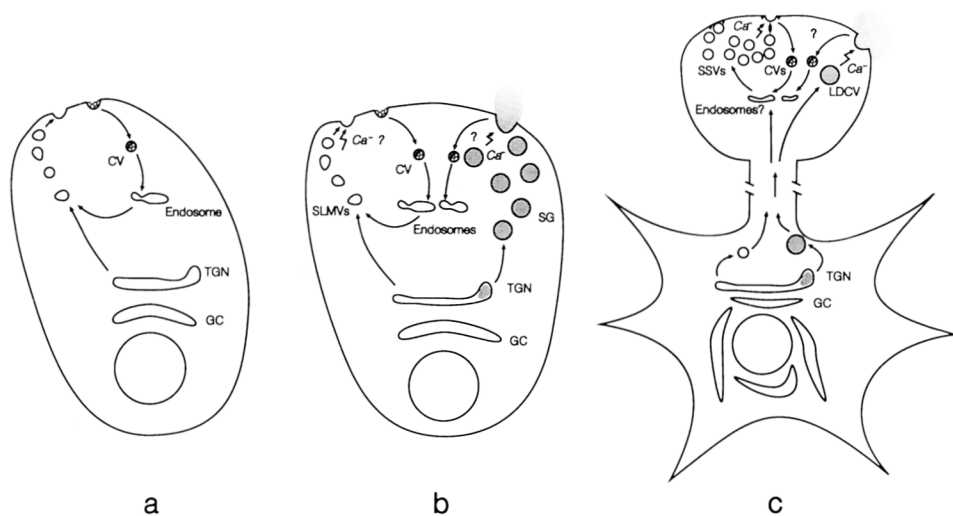 CV
Endosome
TGN
GC
a
Ca⁻ ?
?
Ca⁻
CV
SLMVs
Endosomes
SG
TGN
GC
b
Ca⁻
?
SSVs
CVs
Ca⁻
LDCV
Endosomes?
TGN
GC
c